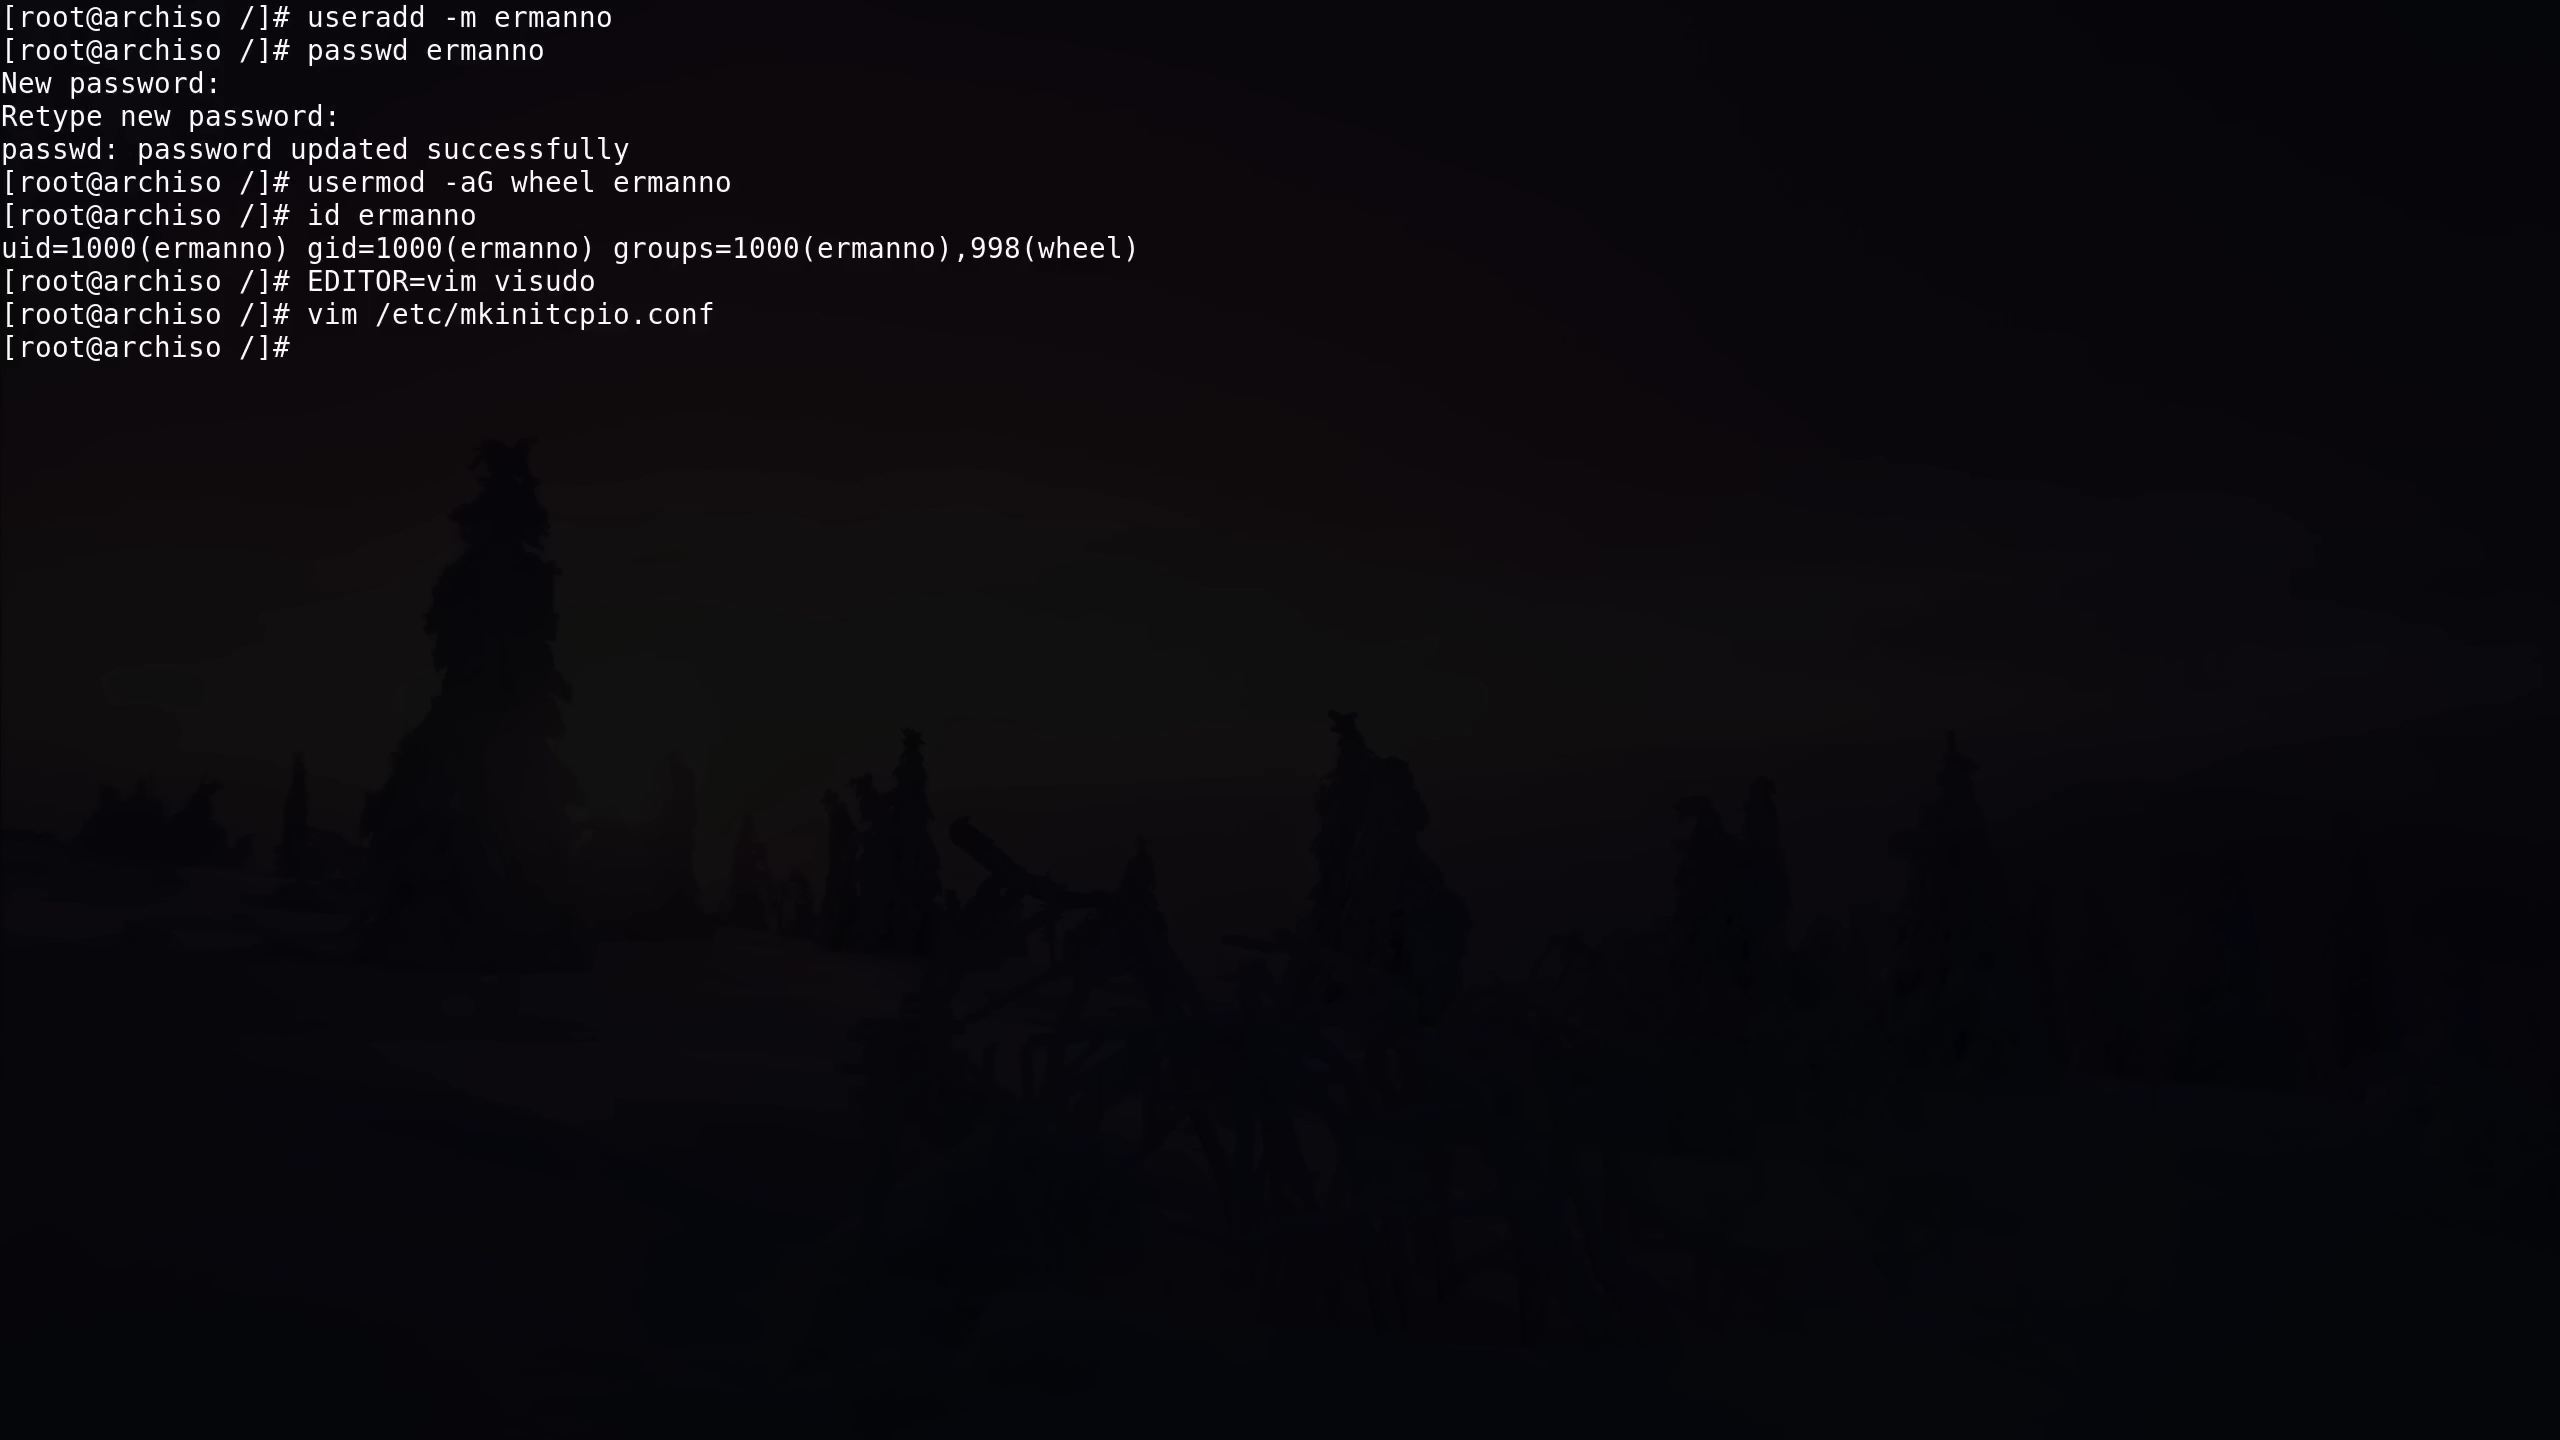 [root@archiso /]# useradd -m ermanno
[root@archiso /]# passwd ermanno
New password:
Retype new password:
passwd: password updated successfully
[root@archiso /]# usermod -aG wheel ermanno
[root@archiso /]# id ermanno
uid=1000(ermanno) gid=1000(ermanno) groups=1000(ermanno),998(wheel)
[root@archiso /]# EDITOR=vim visudo
[root@archiso /]# vim /etc/mkinitcpio.conf
[root@archiso /]#